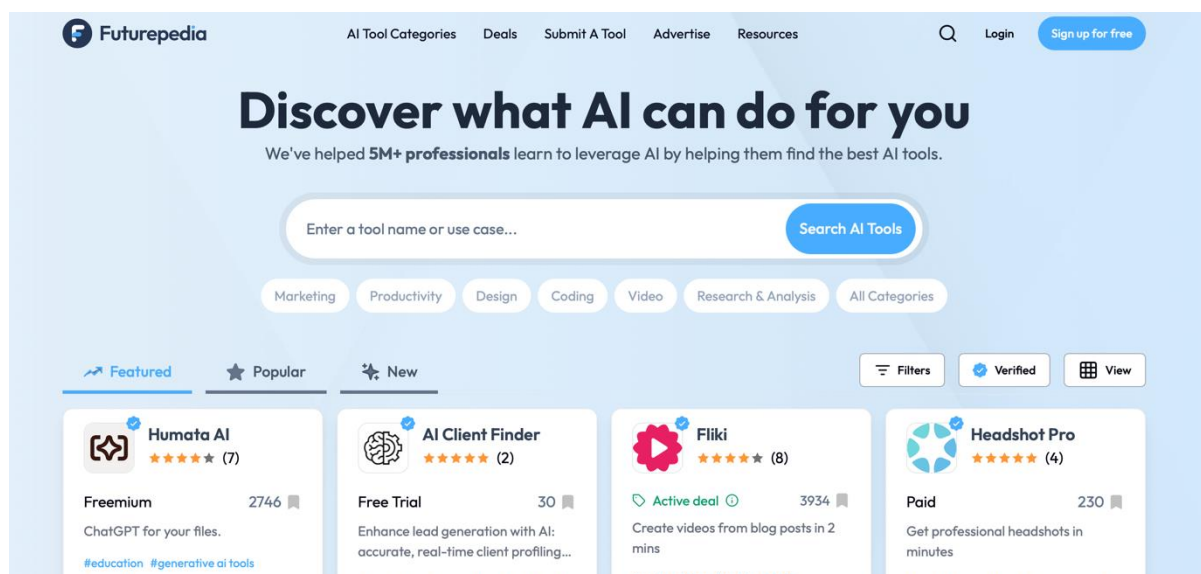 Futurepedia
AI Tool Categories Deals Submit A Tool Advertise Resources Login Sign up for free
Discover what AI can do for you
We've helped 5M+ professionals learn to leverage AI by helping them find the best AI tools.
Enter a tool name or use case... Search AI Tools
Marketing Productivity Design Coding Video Research & Analysis All Categories
Featured Popular New Filters Verified View
Humata AI
(7)
Freemium 2746
ChatGPT for your files.
#education #generative ai tools
AI Client Finder
(2)
Free Trial 30
Enhance lead generation with AI:
accurate, real-time client profiling...
Fliki
(8)
Active deal 3934
Create videos from blog posts in 2
mins
Headshot Pro
(4)
Paid 230
Get professional headshots in
minutes